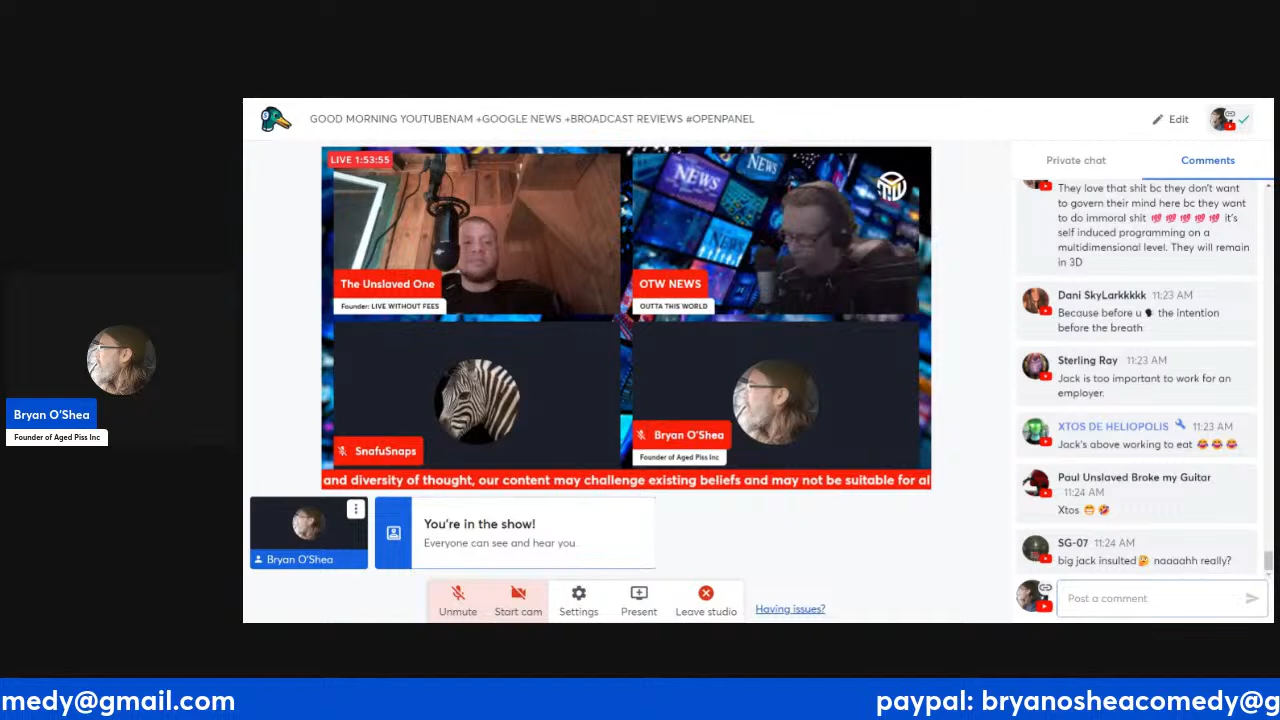 GOOD MORNING YOUTUBENAM +GOOGLE NEWS +BROADCAST REVIEWS #OPENPANEL
Edit
LIVE 1:53:55
NEWS
NEWS
NEWS
The Unslaved One
Founder: LIVE WITHOUT FEES
OTW NEWS
OUTTA THIS WORLD
SnafuSnaps
Bryan O'Shea
Founder of Aged Piss Inc
and diversity of thought, our content may challenge existing beliefs and may not be suitable for al
Bryan O'Shea
Founder of Aged Piss Inc
Bryan O'Shea
You're in the show!
Everyone can see and hear you.
Unmute
Start cam
Settings
Present
Leave studio
Having issues?
Private chat
Comments
They love that shit bc they don't want
to govern their mind here bc they want
to do immoral shit 💯 💯 💯 💯 💯 it's
self induced programming on a
multidimensional level. They will remain
in 3D
Dani SkyLarkkkkk 11:23 AM
Because before u 🗣 the intention
before the breath
Sterling Ray 11:23 AM
Jack is too important to work for an
employer.
XTOS DE HELIOPOLIS 🔧 11:23 AM
Jack's above working to eat 😂 😂 😂
Paul Unslaved Broke my Guitar
11:24 AM
Xtos 😁 🤣
SG-07 11:24 AM
big jack insulted 🤔 naaaahh really?
Post a comment
medy@gmail.com
paypal: bryanosheacomedy@g